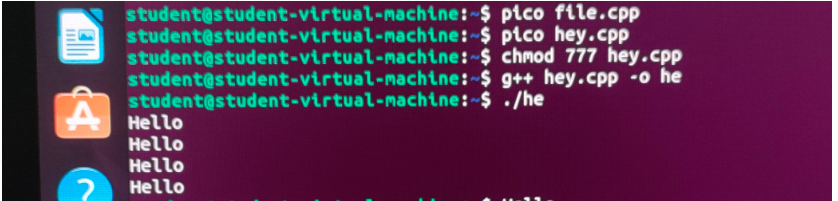 student@student-virtual-machine:~$ pico file.cpp
student@student-virtual-machine:~$ pico hey.cpp
student@student-virtual-machine:~$ chmod 777 hey.cpp
student@student-virtual-machine:~$ g++ hey.cpp -o he
student@student-virtual-machine:~$ ./he
Hello
Hello
Hello
Hello